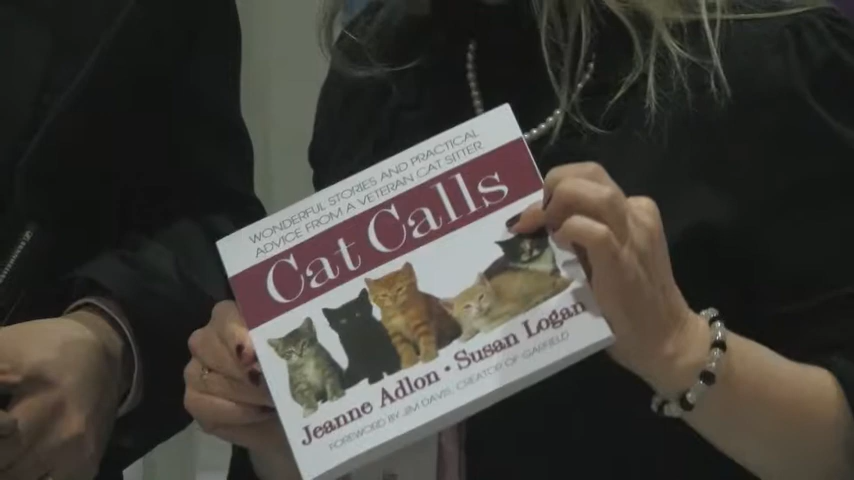 WONDERFUL STORIES AND PRACTICAL
ADVICE FROM A VETERAN CAT SITTER
Cat Calls
Jeanne Adlon • Susan Logan
FOREWORD BY JIM DAVIS, CREATOR OF GARFIELD